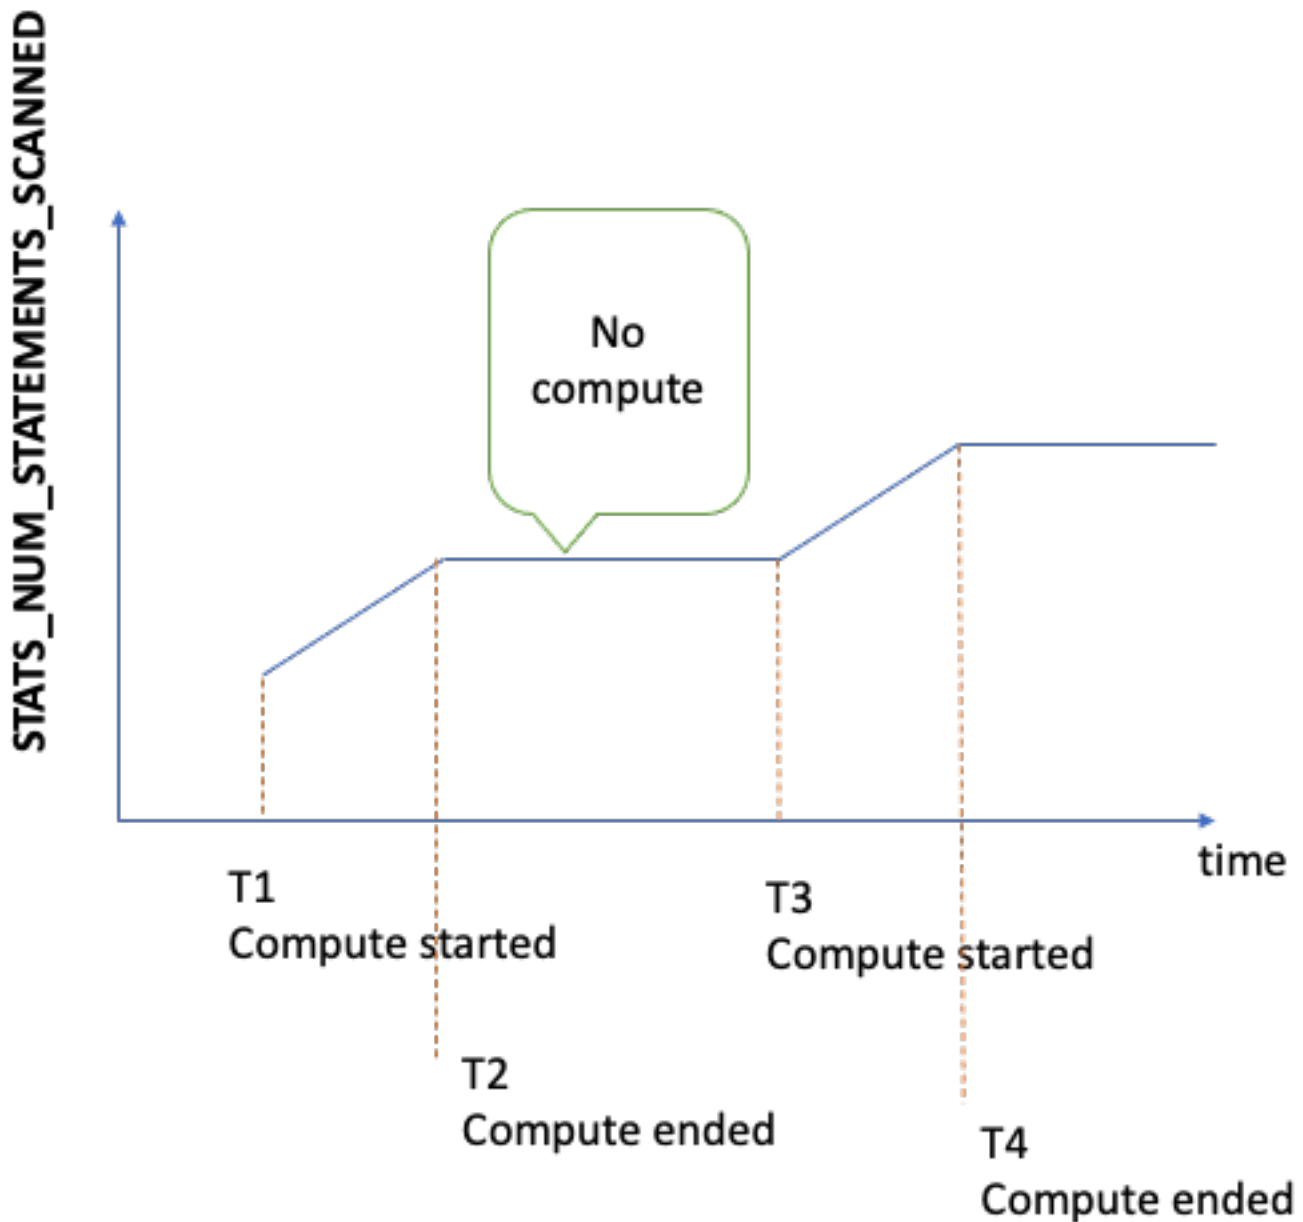 STATS_NUM_STATEMENTS_SCANNED
No
compute
time
T1
Compute started
T3
Compute started
T2
Compute ended
T4
Compute ended